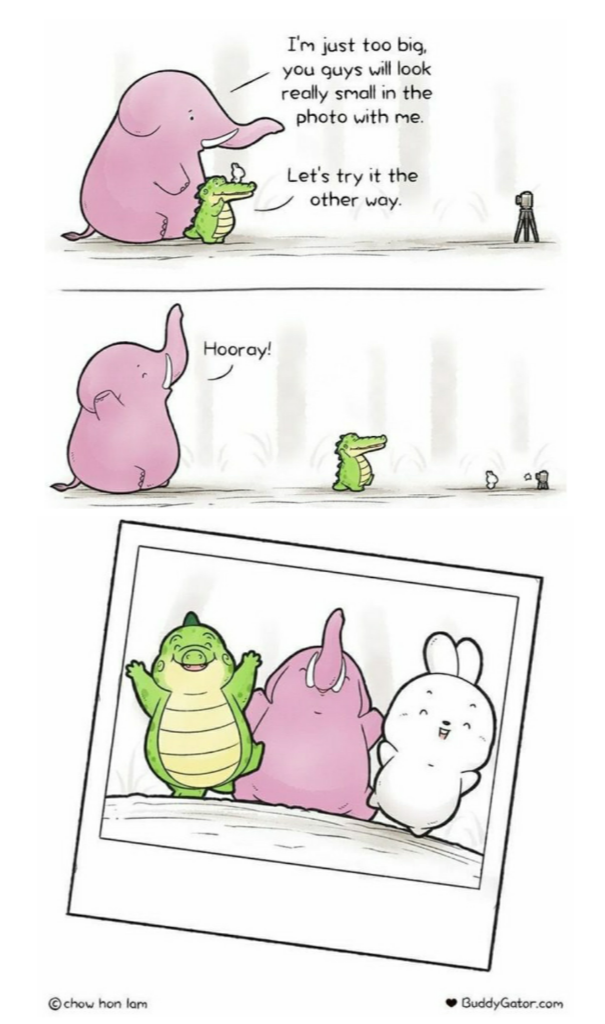 I'm just too big,
you guys will look
really small in the
photo with me.
Let's try it the
other way.
Hooray!
©chow hon lam
♥ BuddyGator.com